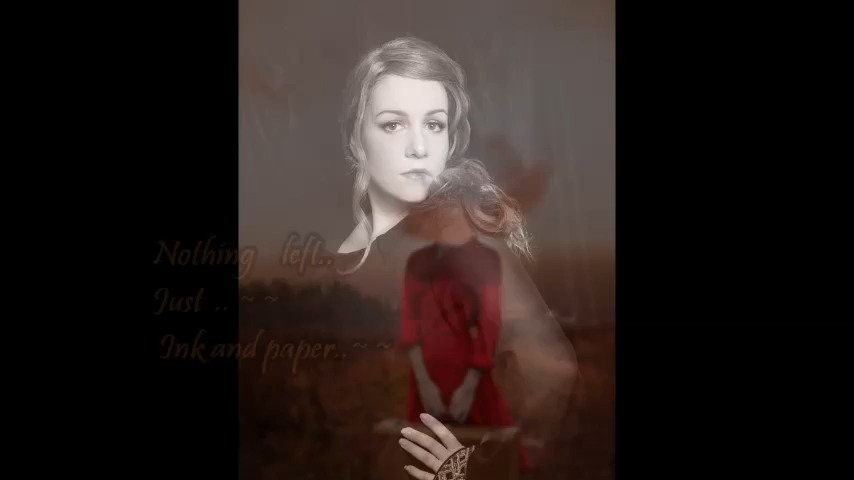 Nothing left..
Just .. ~ ~
Ink and paper..~ ~